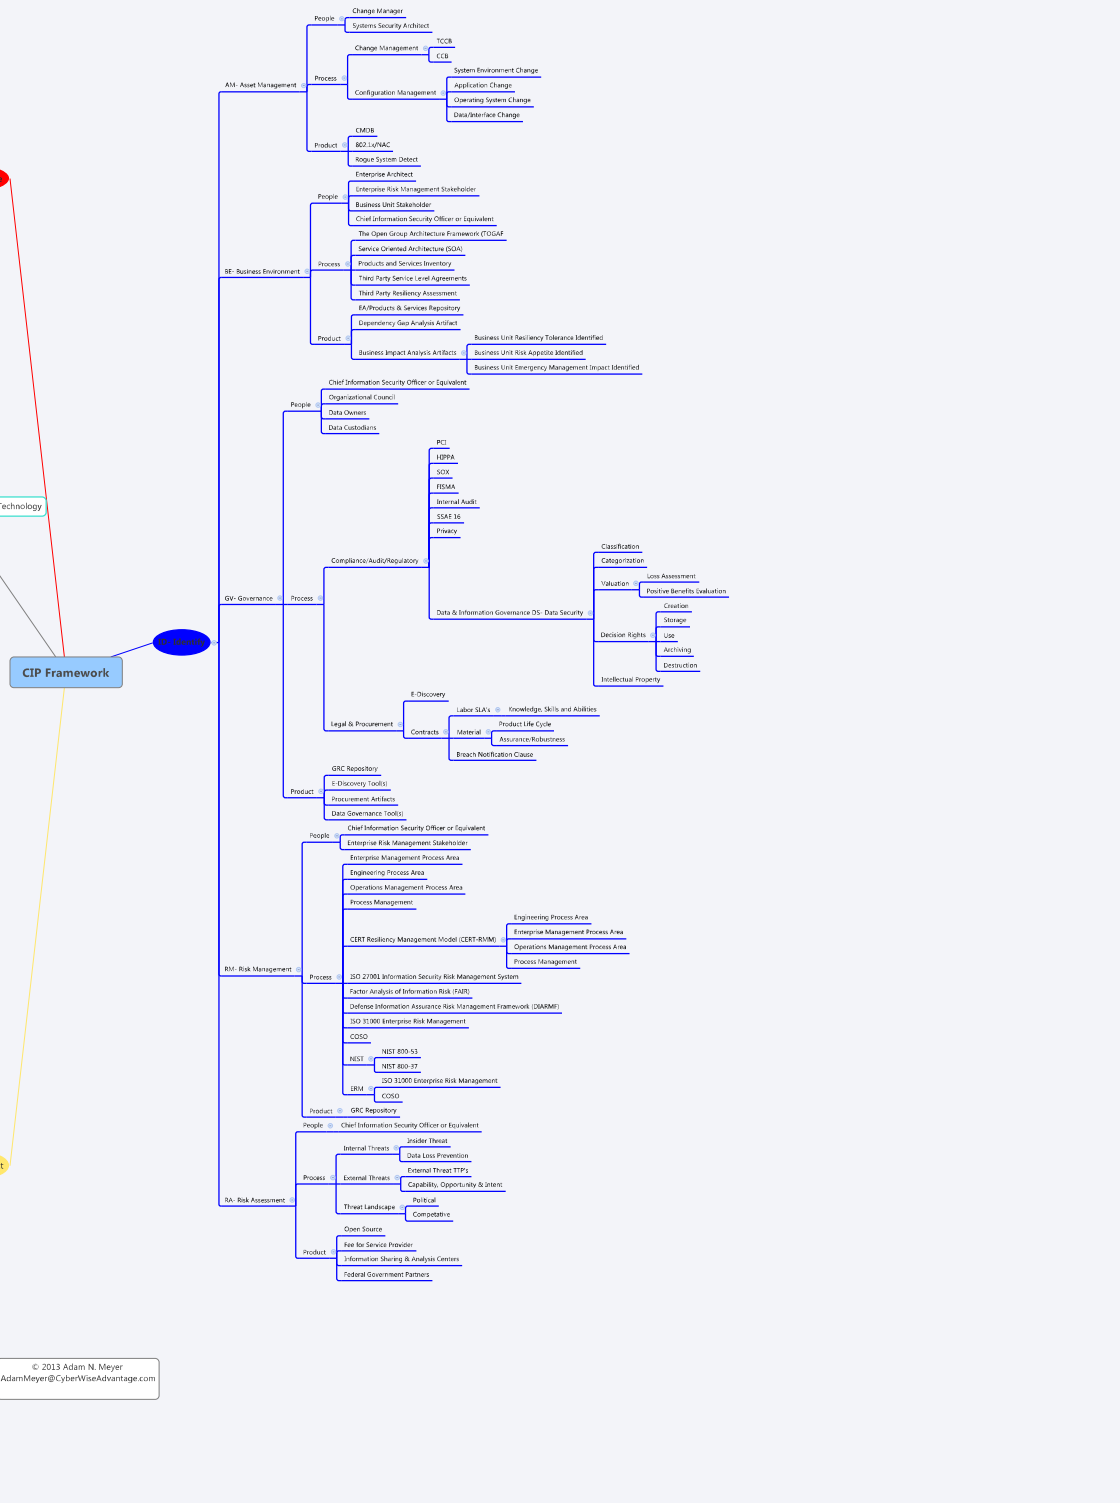 Change Manager
People
Systems Security Architect
TCCB
Change Management
CCB
System Environment Change
Process
Application Change
AM- Asset Management
Configuration Management
Operating System Change
Data/Interface Change
CMDB
Product
802.1x/NAC
Rogue System Detect
Enterprise Architect
Enterprise Risk Management Stakeholder
People
Business Unit Stakeholder
Chief Information Security Officer or Equivalent
The Open Group Architecture Framework (TOGAF
Service Oriented Architecture (SOA)
Process
Products and Services Inventory
BE- Business Environment
Third Party Service Level Agreements
Third Party Resiliency Assessment
EA/Products & Services Repository
Dependency Gap Analysis Artifact
Product
Business Unit Resiliency Tolerance Identified
Business Impact Analysis Artifacts
Business Unit Risk Appetite Identified
Business Unit Emergency Management Impact Identified
Chief Information Security Officer or Equivalent
Organizational Council
People
Data Owners
Data Custodians
PCI
HIPPA
SOX
FISMA
Internal Audit
Technology
SSAE 16
Privacy
Classification
Compliance/Audit/Regulatory
Categorization
Loss Assessment
Valuation
Positive Benefits Evaluation
GV- Governance
Process
Creation
Data & Information Governance DS- Data Security
Storage
Decision Rights
Use
Archiving
Destruction
CIP Framework
Intellectual Property
E-Discovery
Labor SLA's
Knowledge, Skills and Abilities
Legal & Procurement
Product Life Cycle
Contracts
Material
Assurance/Robustness
Breach Notification Clause
GRC Repository
E-Discovery Tool(s)
Product
Procurement Artifacts
Data Governance Tool(s)
Chief Information Security Officer or Equivalent
People
Enterprise Risk Management Stakeholder
Enterprise Management Process Area
Engineering Process Area
Operations Management Process Area
Process Management
Engineering Process Area
Enterprise Management Process Area
CERT Resiliency Management Model (CERT-RMM)
Operations Management Process Area
Process Management
RM- Risk Management
Process
ISO 27001 Information Security Risk Management System
Factor Analysis of Information Risk (FAIR)
Defense Information Assurance Risk Management Framework (DIARMF)
ISO 31000 Enterprise Risk Management
COSO
NIST 800-53
NIST
NIST 800-37
ISO 31000 Enterprise Risk Management
ERM
COSO
Product
GRC Repository
People
Chief Information Security Officer or Equivalent
Insider Threat
Internal Threats
Data Loss Prevention
t
External Threat TTP's
Process
External Threats
Capability, Opportunity & Intent
RA- Risk Assessment
Political
Threat Landscape
Competative
Open Source
Fee for Service Provider
Product
Information Sharing & Analysis Centers
Federal Government Partners
© 2013 Adam N. Meyer
AdamMeyer@CyberWiseAdvantage.com